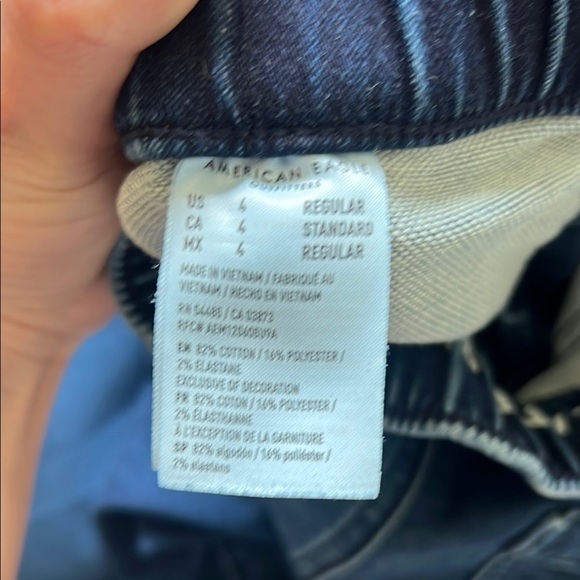 AMERICAN EAGLE
OUTFITTERS
US 4 REGULAR
CA 4 STANDARD
MX 4 REGULAR
MADE IN VIETNAM / FABRIQUÉ AU
VIETNAM / HECHO EN VIETNAM
RN 54485 / CA 03873
EN 82% COTTON / 16% POLYESTER /
2% ELASTANE
EXCLUSIVE OF DECORATION
FR 82% COTON / 16% POLYESTER /
2% ÉLASTHANNE
À L'EXCEPTION DE LA GARNITURE
SP 82% algodón / 16% poliéster /
2% elastano